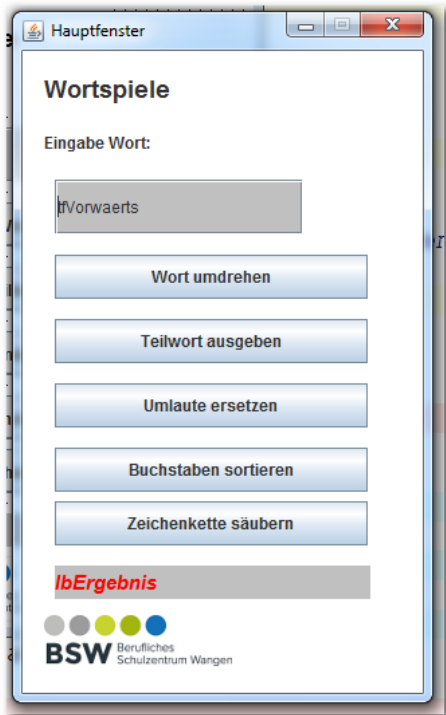 Hauptfenster
Wortspiele
Eingabe Wort:
tfVorwaerts
Wort umdrehen
Teilwort ausgeben
Umlaute ersetzen
Buchstaben sortieren
Zeichenkette säubern
lbErgebnis
BSW Berufliches
Schulzentrum Wangen